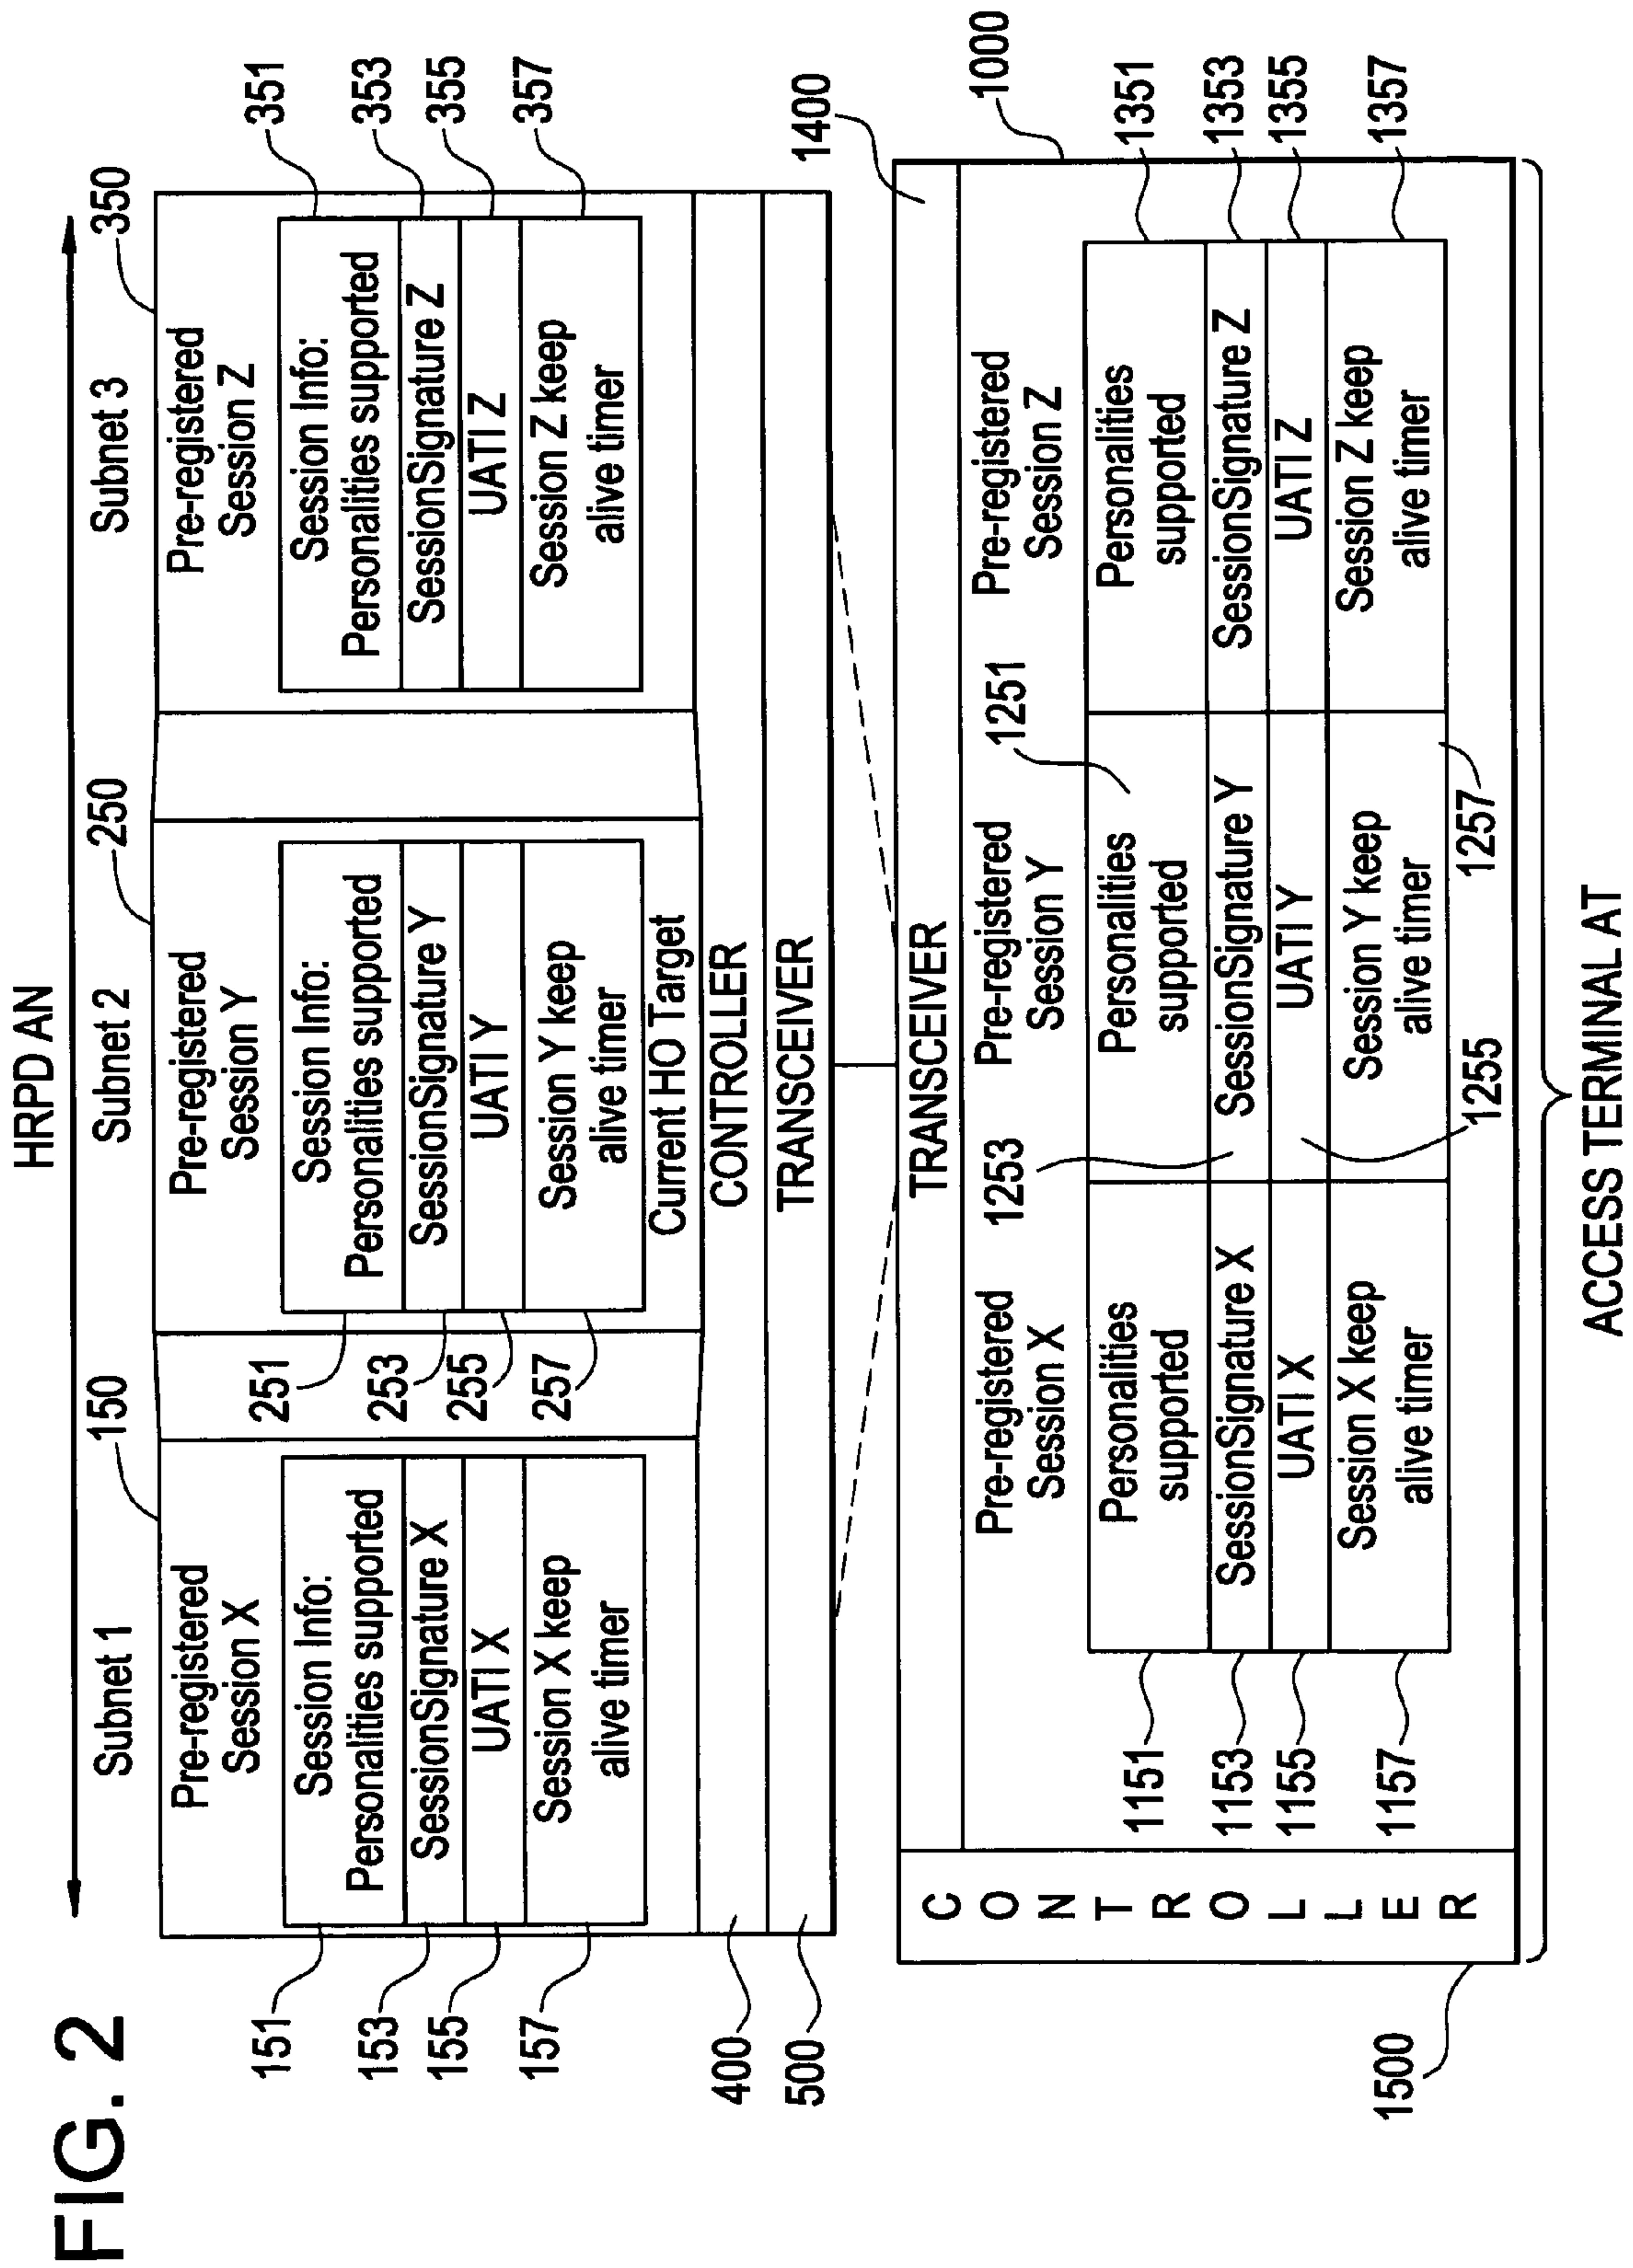 FIG. 2
HRPD AN
Subnet 1
Subnet 2
Subnet 3
150
Pre-registered
Session X
151
Session Info:
Personalities supported
153
SessionSignature X
155
UATI X
157
Session X keep
alive timer
250
Pre-registered
Session Y
251
Session Info:
Personalities supported
253
SessionSignature Y
255
UATI Y
257
Session Y keep
alive timer
Current HO Target
350
Pre-registered
Session Z
351
Session Info:
Personalities supported
353
SessionSignature Z
355
UATI Z
357
Session Z keep
alive timer
400
CONTROLLER
500
TRANSCEIVER
1400
TRANSCEIVER
1000
1500
CONTROLLER
Pre-registered
Session X
1151
Personalities
supported
1153
SessionSignature X
1155
UATI X
1157
Session X keep
alive timer
Pre-registered
Session Y
1251
Personalities
supported
1253
SessionSignature Y
1255
UATI Y
1257
Session Y keep
alive timer
Pre-registered
Session Z
1351
Personalities
supported
1353
SessionSignature Z
1355
UATI Z
1357
Session Z keep
alive timer
ACCESS TERMINAL AT